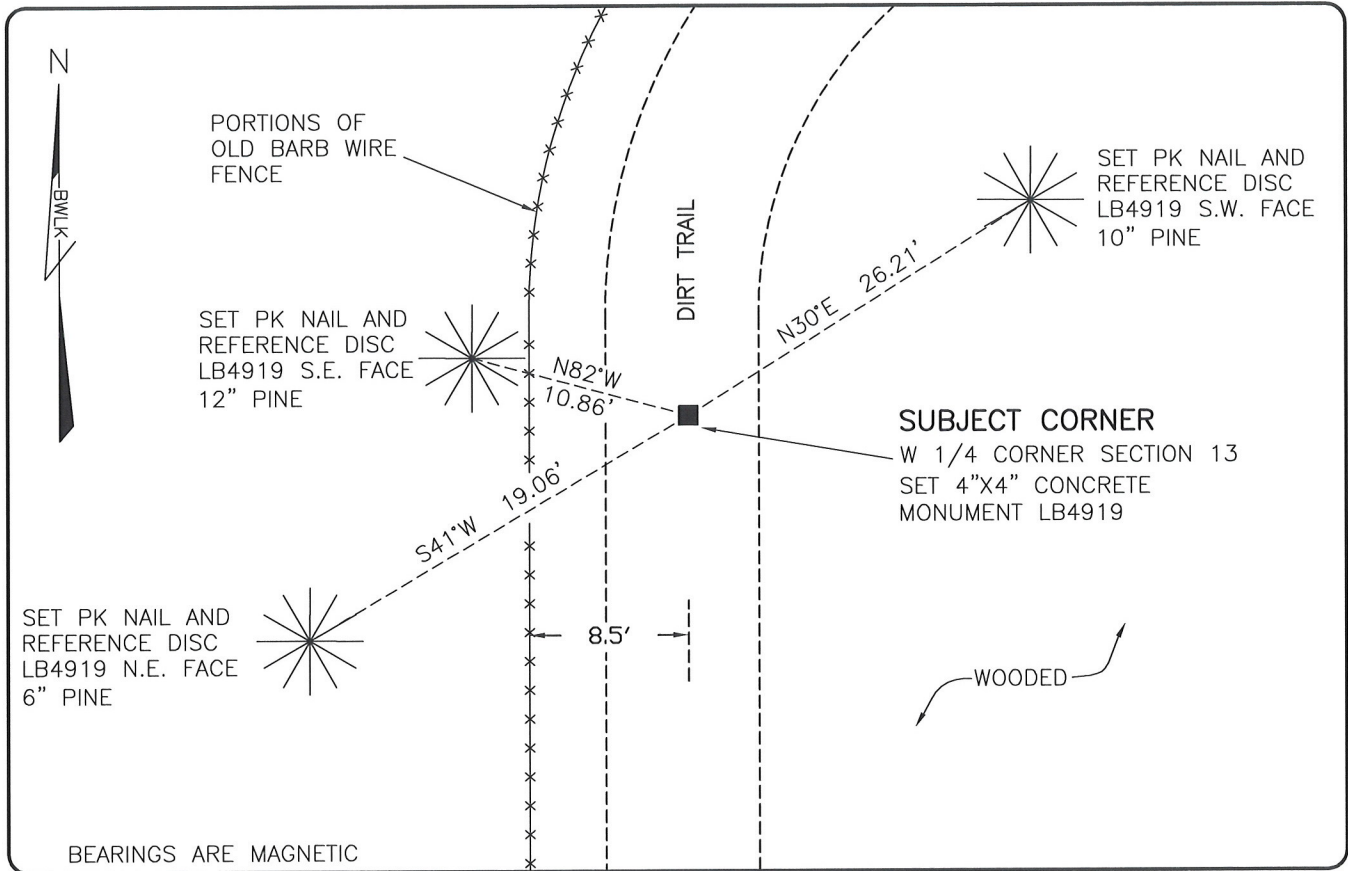 N
BWLK
PORTIONS OF
OLD BARB WIRE
FENCE
SET PK NAIL AND
REFERENCE DISC
LB4919 S.W. FACE
10" PINE
DIRT TRAIL
N30°E 26.21'
SET PK NAIL AND
REFERENCE DISC
LB4919 S.E. FACE
12" PINE
N82°W
10.86'
SUBJECT CORNER
W 1/4 CORNER SECTION 13
SET 4"X4" CONCRETE
MONUMENT LB4919
S41°W 19.06'
SET PK NAIL AND
REFERENCE DISC
LB4919 N.E. FACE
6" PINE
8.5'
WOODED
BEARINGS ARE MAGNETIC